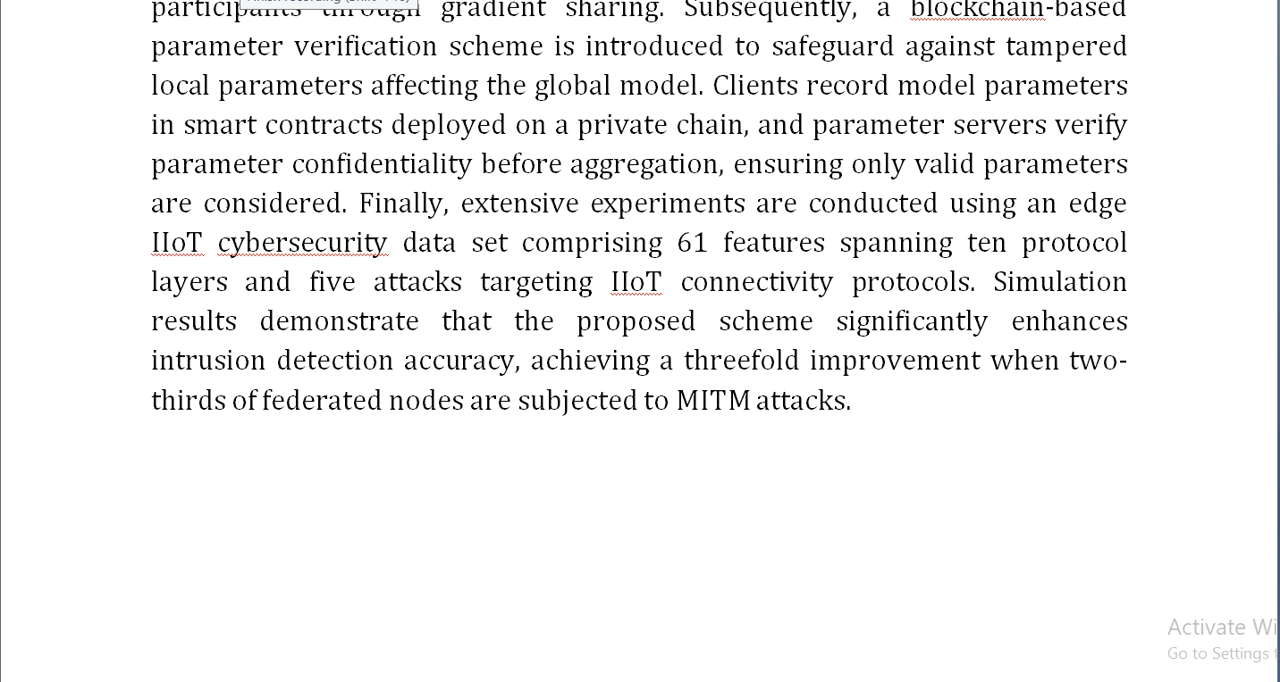 participants through gradient sharing. Subsequently, a blockchain-based
parameter verification scheme is introduced to safeguard against tampered
local parameters affecting the global model. Clients record model parameters
in smart contracts deployed on a private chain, and parameter servers verify
parameter confidentiality before aggregation, ensuring only valid parameters
are considered. Finally, extensive experiments are conducted using an edge
IIoT cybersecurity data set comprising 61 features spanning ten protocol
layers and five attacks targeting IIoT connectivity protocols. Simulation
results demonstrate that the proposed scheme significantly enhances
intrusion detection accuracy, achieving a threefold improvement when two-
thirds of federated nodes are subjected to MITM attacks.
Activate Wi
Go to Settings